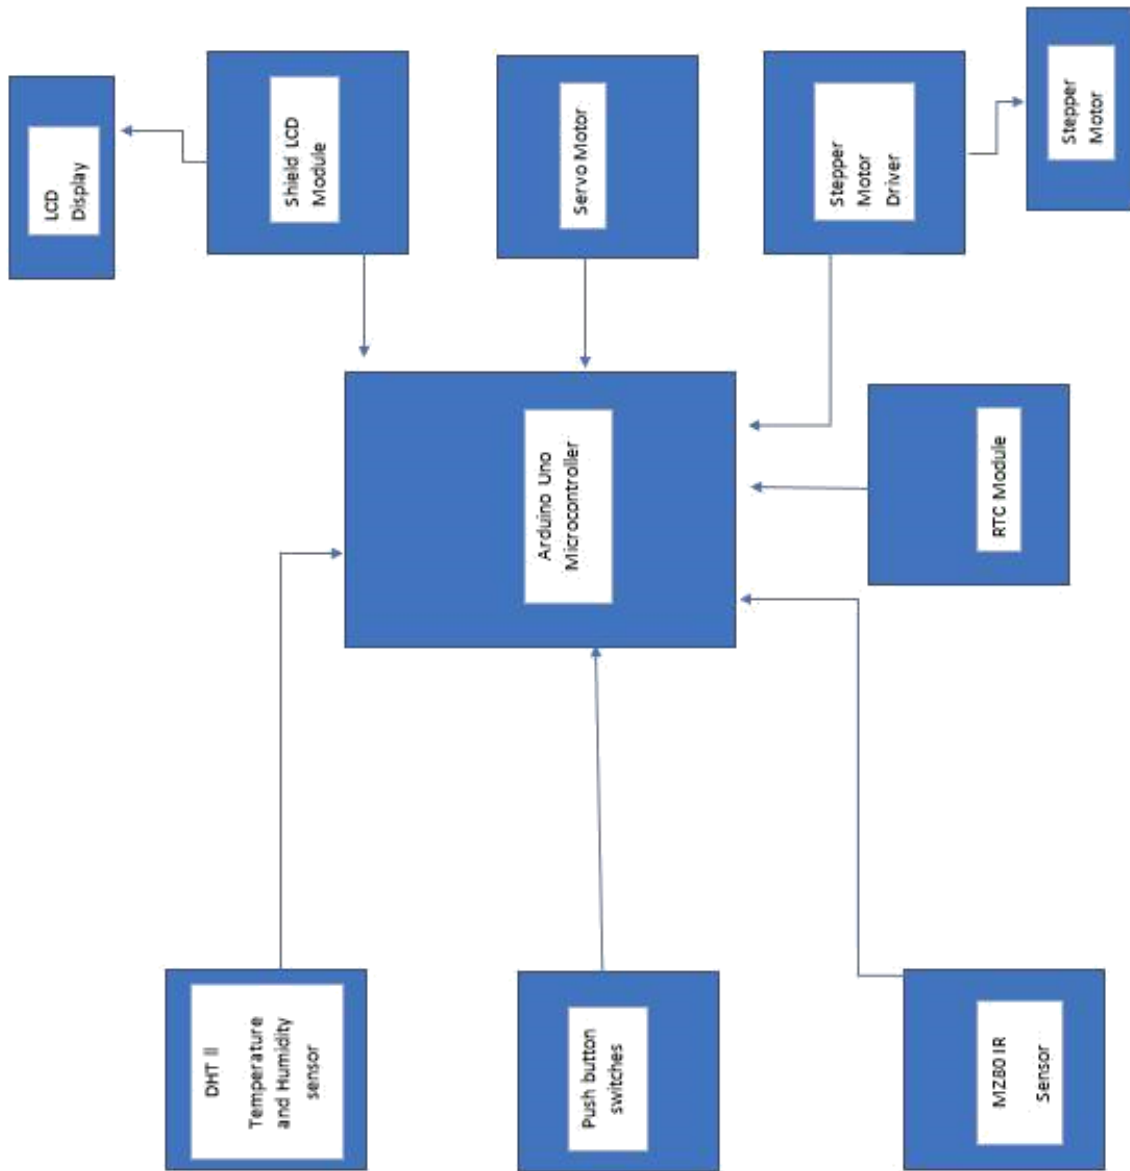 LCD
Display
Shield LCD
Module
Servo Motor
Stepper
Motor
Driver
Stepper
Motor
Arduino Uno
Microcontroller
RTC Module
DHT II
Temperature
and Humidity
sensor
Push button
switches
MZ80 IR
Sensor